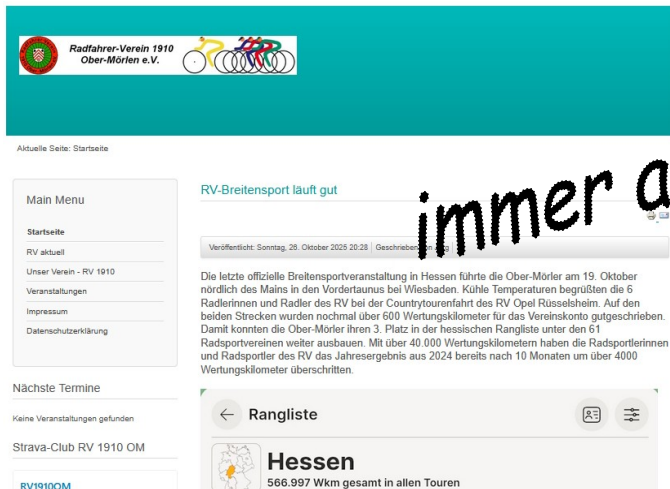 Radfahrer-Verein 1910
Ober-Mörlen e.V.
Aktuelle Seite: Startseite
Main Menu
Startseite
RV aktuell
Unser Verein - RV 1910
Veranstaltungen
Impressum
Datenschutzerklärung
Nächste Termine
Keine Veranstaltungen gefunden
Strava-Club RV 1910 OM
RV1910OM
RV-Breitensport läuft gut
immer a
Veröffentlicht: Sonntag, 26. Oktober 2025 20:28 Geschrieben
Die letzte offizielle Breitensportveranstaltung in Hessen führte die Ober-Mörler am 19. Oktober
nördlich des Mains in den Vordertaunus bei Wiesbaden. Kühle Temperaturen begrüßten die 6
Radlerinnen und Radler des RV bei der Countrytourenfahrt des RV Opel Rüsselsheim. Auf den
beiden Strecken wurden nochmal über 600 Wertungskilometer für das Vereinskonto gutgeschrieben.
Damit konnten die Ober-Mörler ihren 3. Platz in der hessischen Rangliste unter den 61
Radsportvereinen weiter ausbauen. Mit über 40.000 Wertungskilometern haben die Radsportlerinnen
und Radsportler des RV das Jahresergebnis aus 2024 bereits nach 10 Monaten um über 4000
Wertungskilometer überschritten.
Rangliste
Hessen
566.997 Wkm gesamt in allen Touren